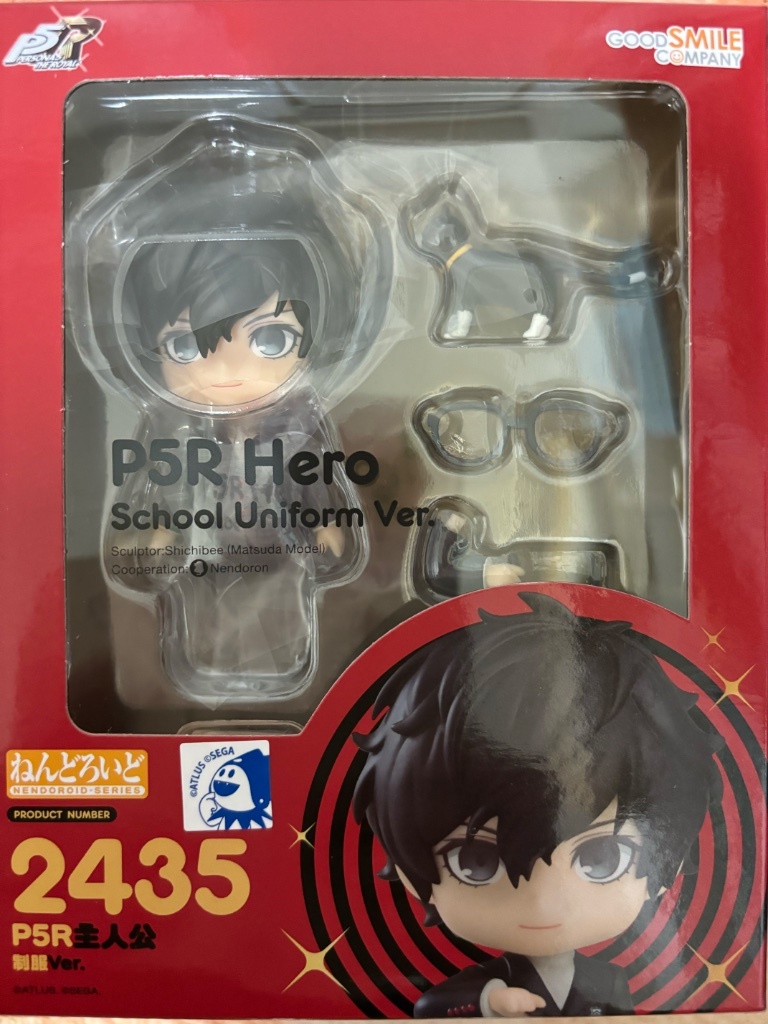 P5R
PERSONA5
THE ROYAL
GOODSMILE
COMPANY
P5R Hero
School Uniform Ver.
Sculptor:Shichibee (Matsuda Model)
Cooperation: Nendoron
ねんどろいど
NENDOROID·SERIES
©ATLUS ©SEGA
PRODUCT NUMBER
2435
P5R主人公
制服Ver.
©ATLUS. ©SEGA.